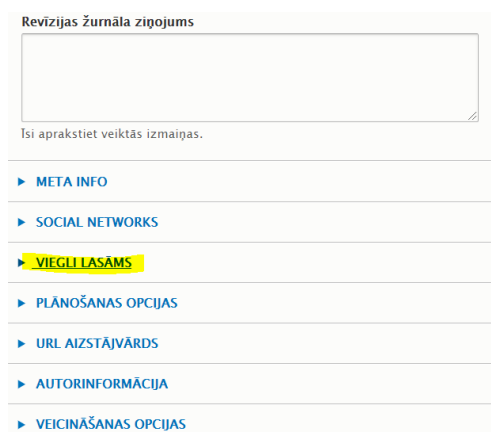 Revīzijas žurnāla ziņojums
Īsi aprakstiet veiktās izmaiņas.
META INFO
SOCIAL NETWORKS
VIEGLI LASĀMS
PLĀNOŠANAS OPCIJAS
URL AIZSTĀJVĀRDS
AUTORINFORMĀCIJA
VEICINĀŠANAS OPCIJAS